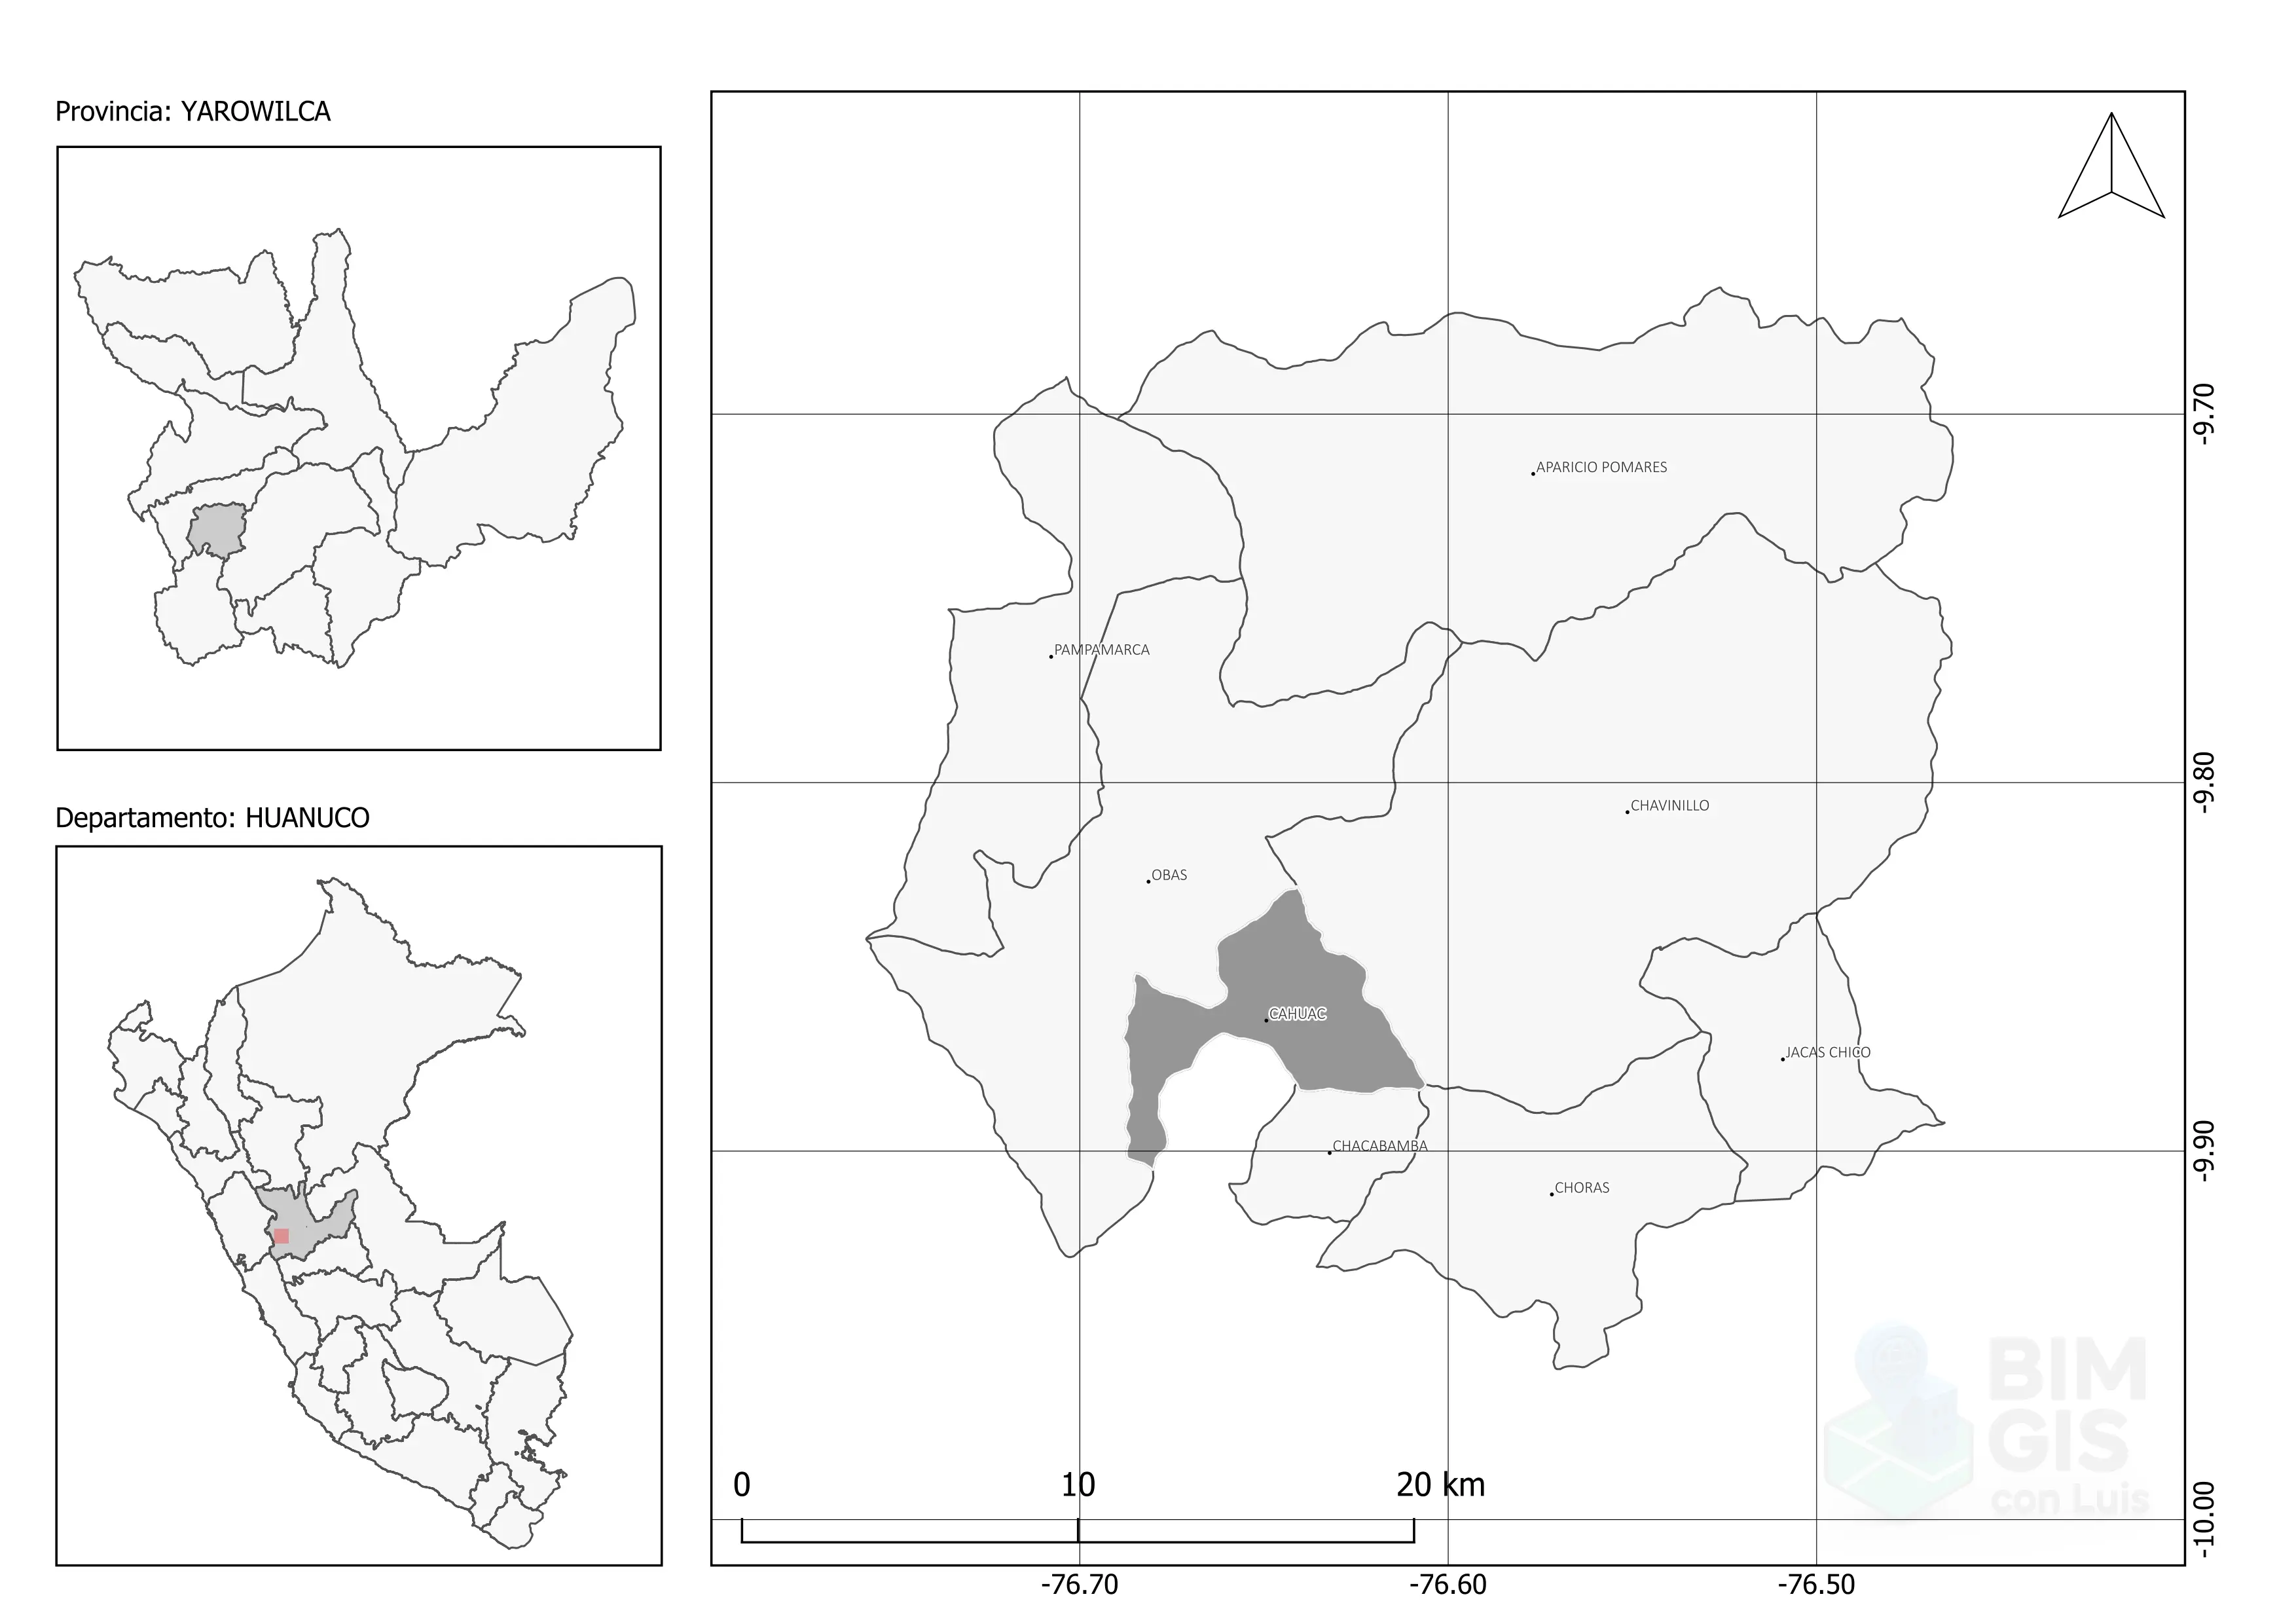 Provincia: YAROWILCA
Departamento: HUANUCO
APARICIO POMARES
PAMPAMARCA
CHAVINILLO
OBAS
CAHUAC
JACAS CHICO
CHACABAMBA
CHORAS
-9.70
-9.80
-9.90
-10.00
0 10 20 km
-76.70 -76.60 -76.50
BIM
GIS
con Luis